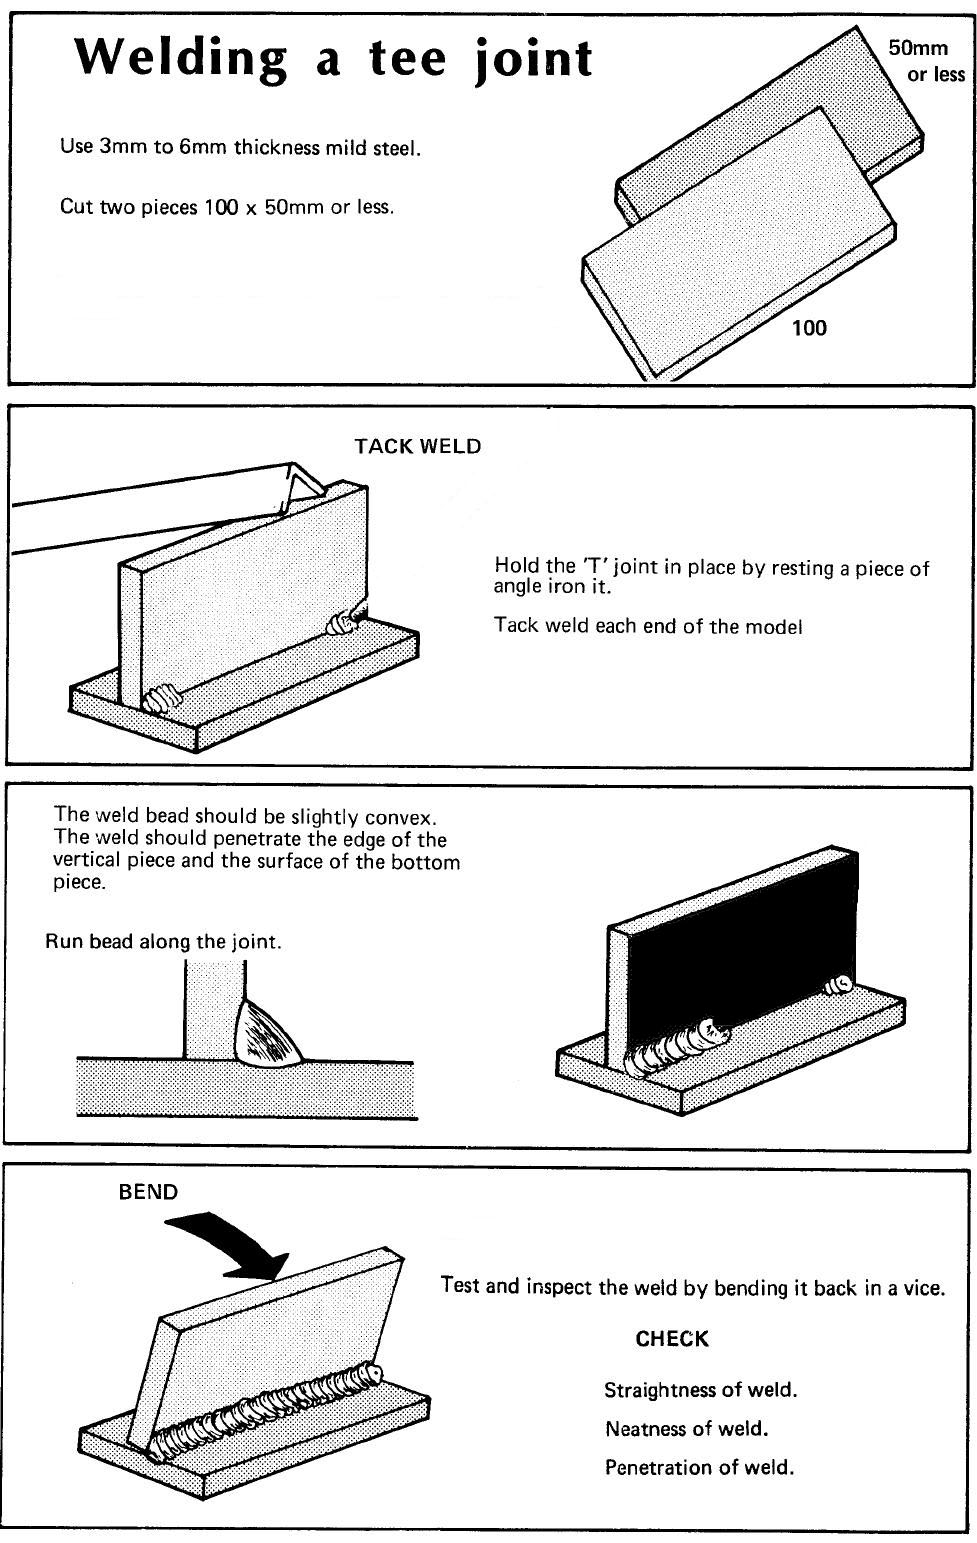 Welding a tee joint
50mm
or less
Use 3mm to 6mm thickness mild steel.
Cut two pieces 100 x 50mm or less.
100
TACK WELD
Hold the 'T' joint in place by resting a piece of
angle iron it.
Tack weld each end of the model
The weld bead should be slightly convex.
The weld should penetrate the edge of the
vertical piece and the surface of the bottom
piece.
Run bead along the joint.
BEND
Test and inspect the weld by bending it back in a vice.
CHECK
Straightness of weld.
Neatness of weld.
Penetration of weld.